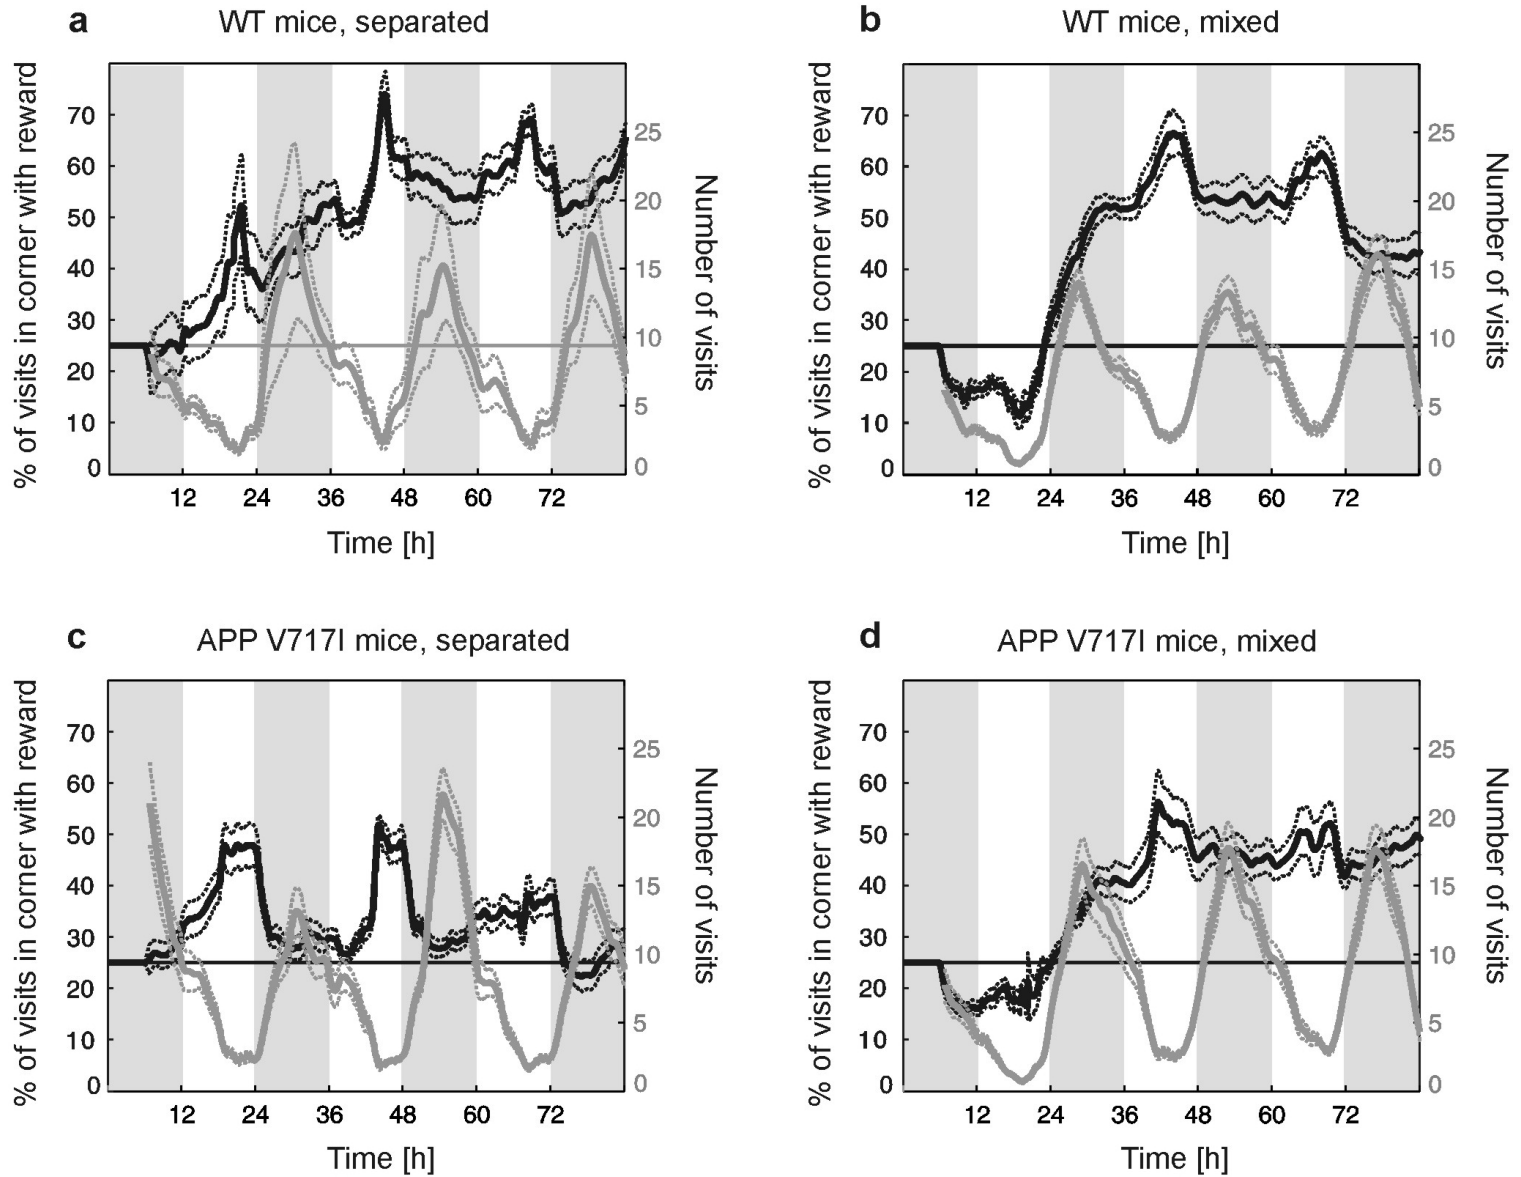 a WT mice, separated
% of visits in corner with reward
70
60
50
40
30
20
10
0
25
20
15
10
5
0
Number of visits
12 24 36 48 60 72
Time [h]
b WT mice, mixed
% of visits in corner with reward
70
60
50
40
30
20
10
0
25
20
15
10
5
0
Number of visits
12 24 36 48 60 72
Time [h]
c APP V717I mice, separated
% of visits in corner with reward
70
60
50
40
30
20
10
0
25
20
15
10
5
0
Number of visits
12 24 36 48 60 72
Time [h]
d APP V717I mice, mixed
% of visits in corner with reward
70
60
50
40
30
20
10
0
25
20
15
10
5
0
Number of visits
12 24 36 48 60 72
Time [h]